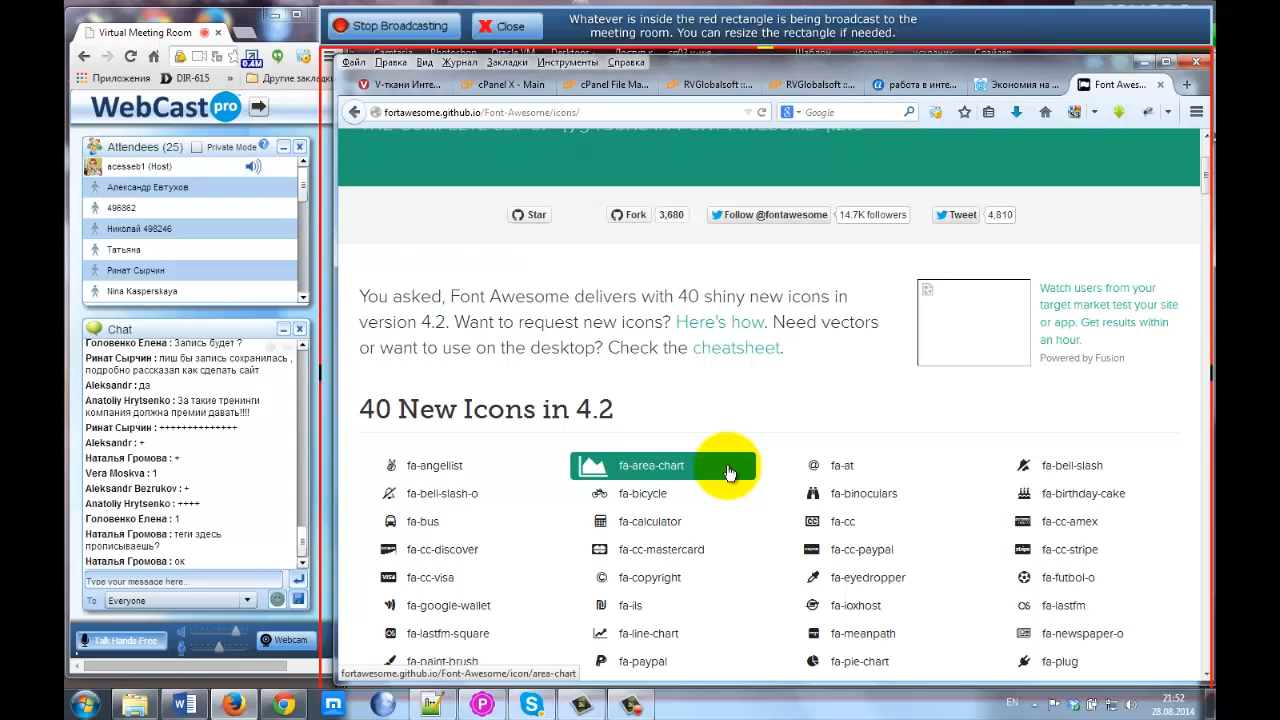 Stop Broadcasting
Close
Whatever is inside the red rectangle is being broadcast to the
meeting room. You can resize the rectangle if needed.
Virtual Meeting Room
0.4M
Приложения
DIR-615
»
Другие закладки
WebCast pro
Attendees (25)
Private Mode
acesseb1 (Host)
Александр Евтухов
496862
Николай 498246
Татьяна
Ринат Сырчин
Nina Kasperskaya
Chat
Головенко Елена : Запись будет ?
Ринат Сырчин : лиш бы запись сохранилась ,
подробно рассказал как сделать сайт
Aleksandr : да
Anatoliy Hrytsenko : За такие тренинги
компания должна премии давать!!!!
Ринат Сырчин : ++++++++++++++
Aleksandr : +
Наталья Громова : +
Vera Moskva : 1
Aleksandr Bezrukov : +
Anatoliy Hrytsenko : ++++
Головенко Елена : 1
Наталья Громова : теги здесь
прописываешь?
Наталья Громова : ок
Type your message here...
To
Everyone
Talk Hands-Free
Webcam
Файл Правка Вид Журнал Закладки Инструменты Справка
V-ткани Инте...
cPanel X - Main
cPanel File Ma...
RVGlobalsoft ::...
RVGlobalsoft ::...
работа в инте...
Экономия на ...
Font Awes...
fortawesome.github.io/Font-Awesome/icons/
Google
Star
Fork
3,680
Follow @fontawesome
14.7K followers
Tweet
4,810
You asked, Font Awesome delivers with 40 shiny new icons in
version 4.2. Want to request new icons? Here's how. Need vectors
or want to use on the desktop? Check the cheatsheet.
Watch users from your
target market test your site
or app. Get results within
an hour.
Powered by Fusion
40 New Icons in 4.2
fa-angellist
fa-area-chart
fa-at
fa-bell-slash
fa-bell-slash-o
fa-bicycle
fa-binoculars
fa-birthday-cake
fa-bus
fa-calculator
fa-cc
fa-cc-amex
fa-cc-discover
fa-cc-mastercard
fa-cc-paypal
fa-cc-stripe
fa-cc-visa
fa-copyright
fa-eyedropper
fa-futbol-o
fa-google-wallet
fa-ils
fa-ioxhost
fa-lastfm
fa-lastfm-square
fa-line-chart
fa-meanpath
fa-newspaper-o
fa-paint-brush
fa-paypal
fa-pie-chart
fa-plug
fortawesome.github.io/Font-Awesome/icon/area-chart
EN
21:52
28.08.2014